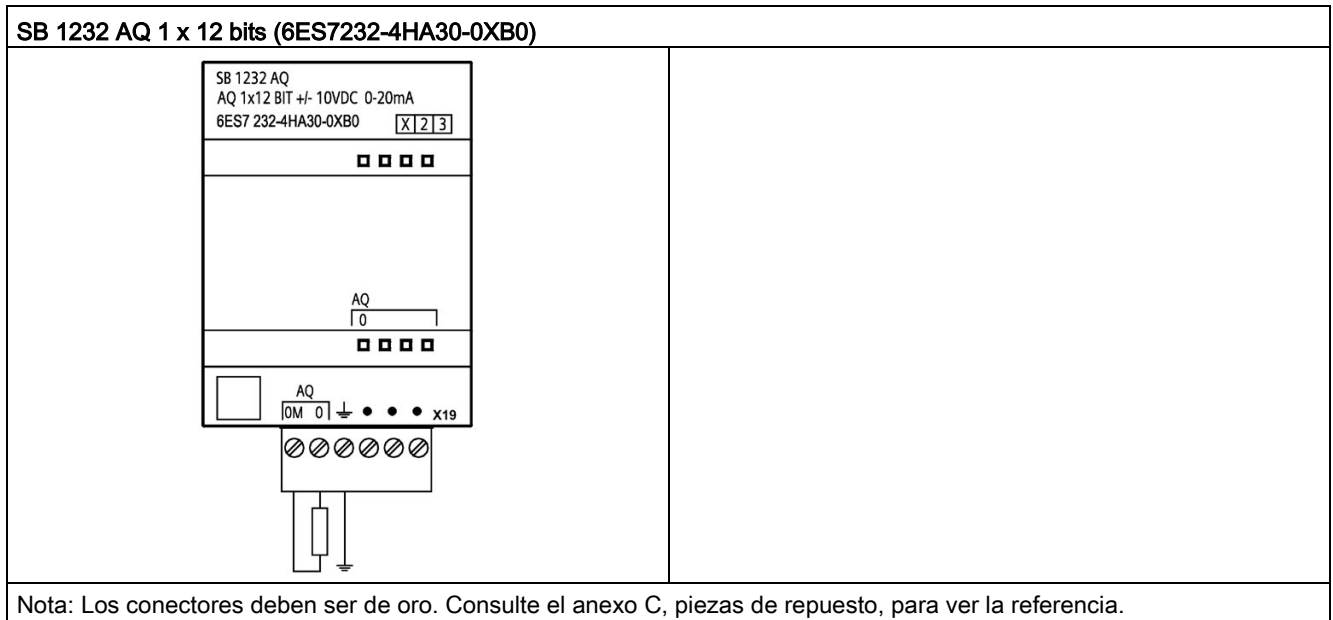 SB 1232 AQ 1 x 12 bits (6ES7232-4HA30-0XB0)
SB 1232 AQ
AQ 1x12 BIT +/- 10VDC 0-20mA
6ES7 232-4HA30-0XB0 X 2 3
AQ
0
AQ
0M 0 X19
Nota: Los conectores deben ser de oro. Consulte el anexo C, piezas de repuesto, para ver la referencia.